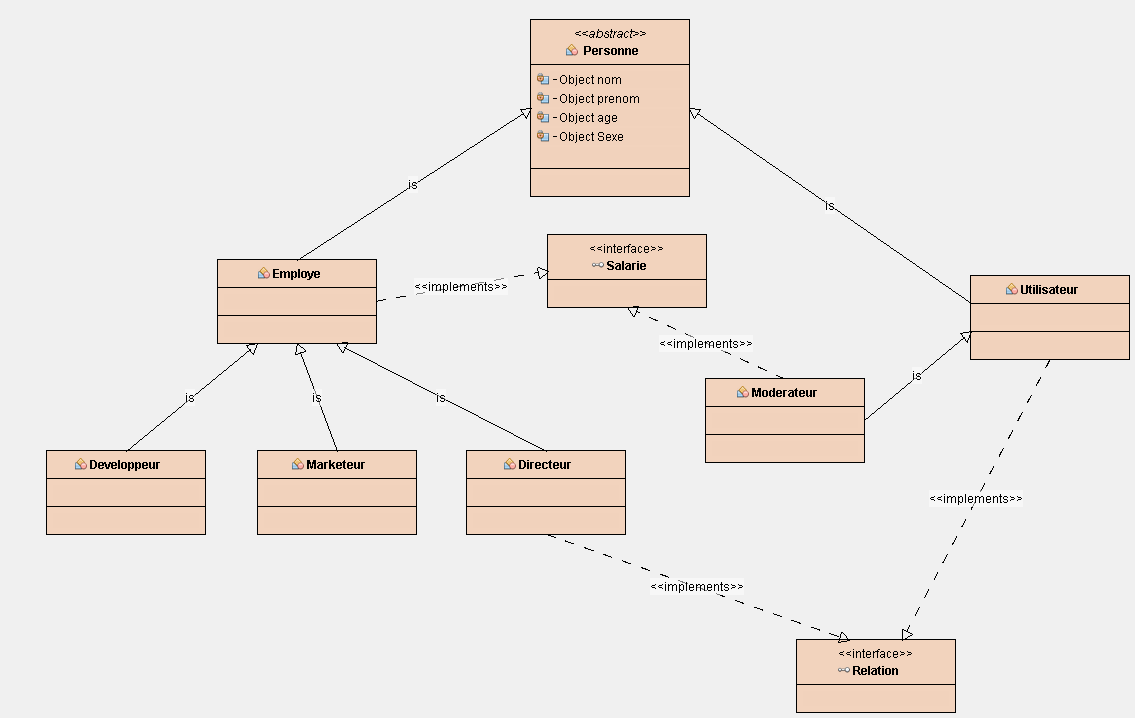 <<abstract>>
Personne
- Object nom
- Object prenom
- Object age
- Object Sexe
is
is
<<interface>>
Salarie
Employe
<<implements>>
Utilisateur
<<implements>>
is
Moderateur
is
is
is
Developpeur
Marketeur
Directeur
<<implements>>
<<implements>>
<<interface>>
Relation